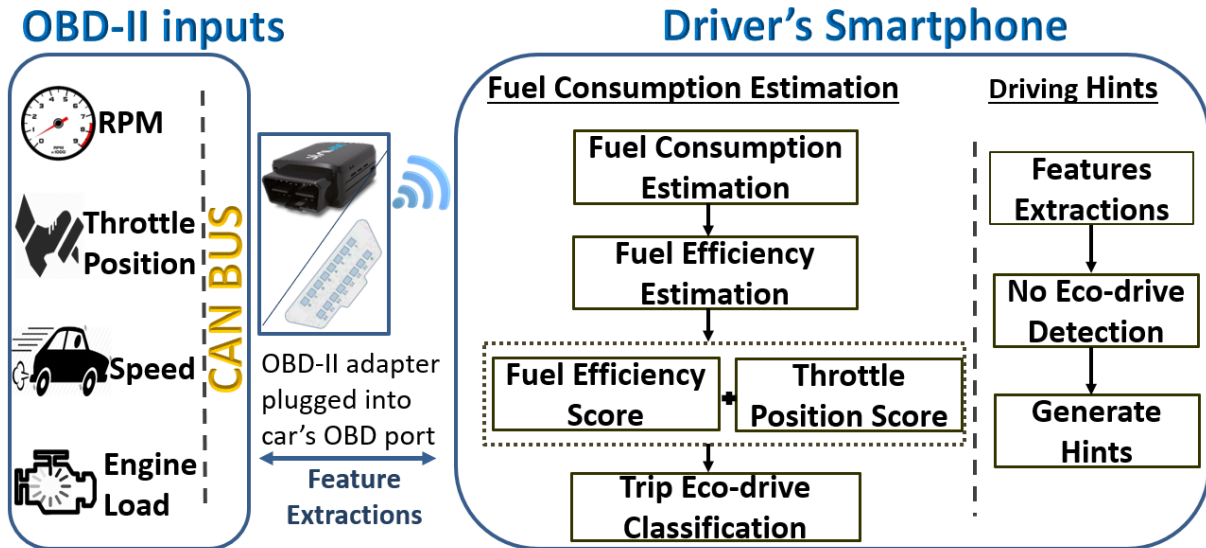 OBD-II inputs
RPM
Throttle
Position
Speed
Engine
Load
CAN BUS
OBD-II adapter
plugged into
car's OBD port
Feature
Extractions
Driver's Smartphone
Fuel Consumption Estimation
Fuel Consumption
Estimation
Fuel Efficiency
Estimation
Fuel Efficiency
Score
+
Throttle
Position Score
Trip Eco-drive
Classification
Driving Hints
Features
Extractions
No Eco-drive
Detection
Generate
Hints